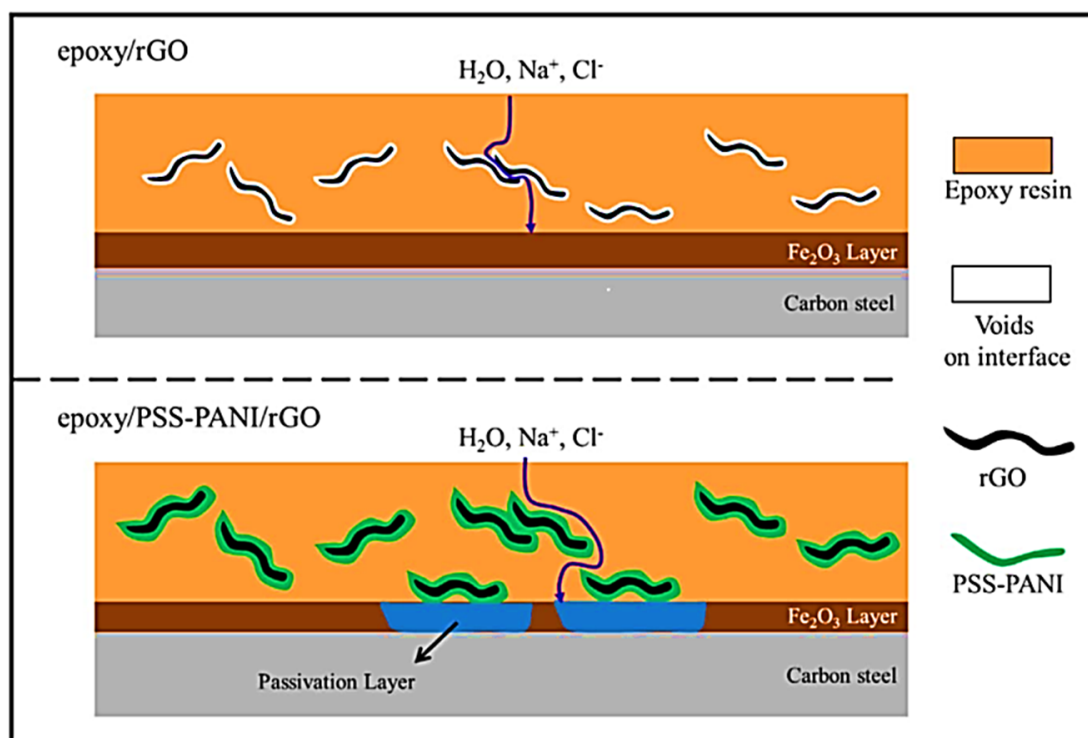 epoxy/rGO
H₂O, Na⁺, Cl⁻
Fe₂O₃ Layer
Carbon steel
epoxy/PSS-PANI/rGO
H₂O, Na⁺, Cl⁻
Fe₂O₃ Layer
Passivation Layer
Carbon steel
Epoxy resin
Voids
on interface
rGO
PSS-PANI